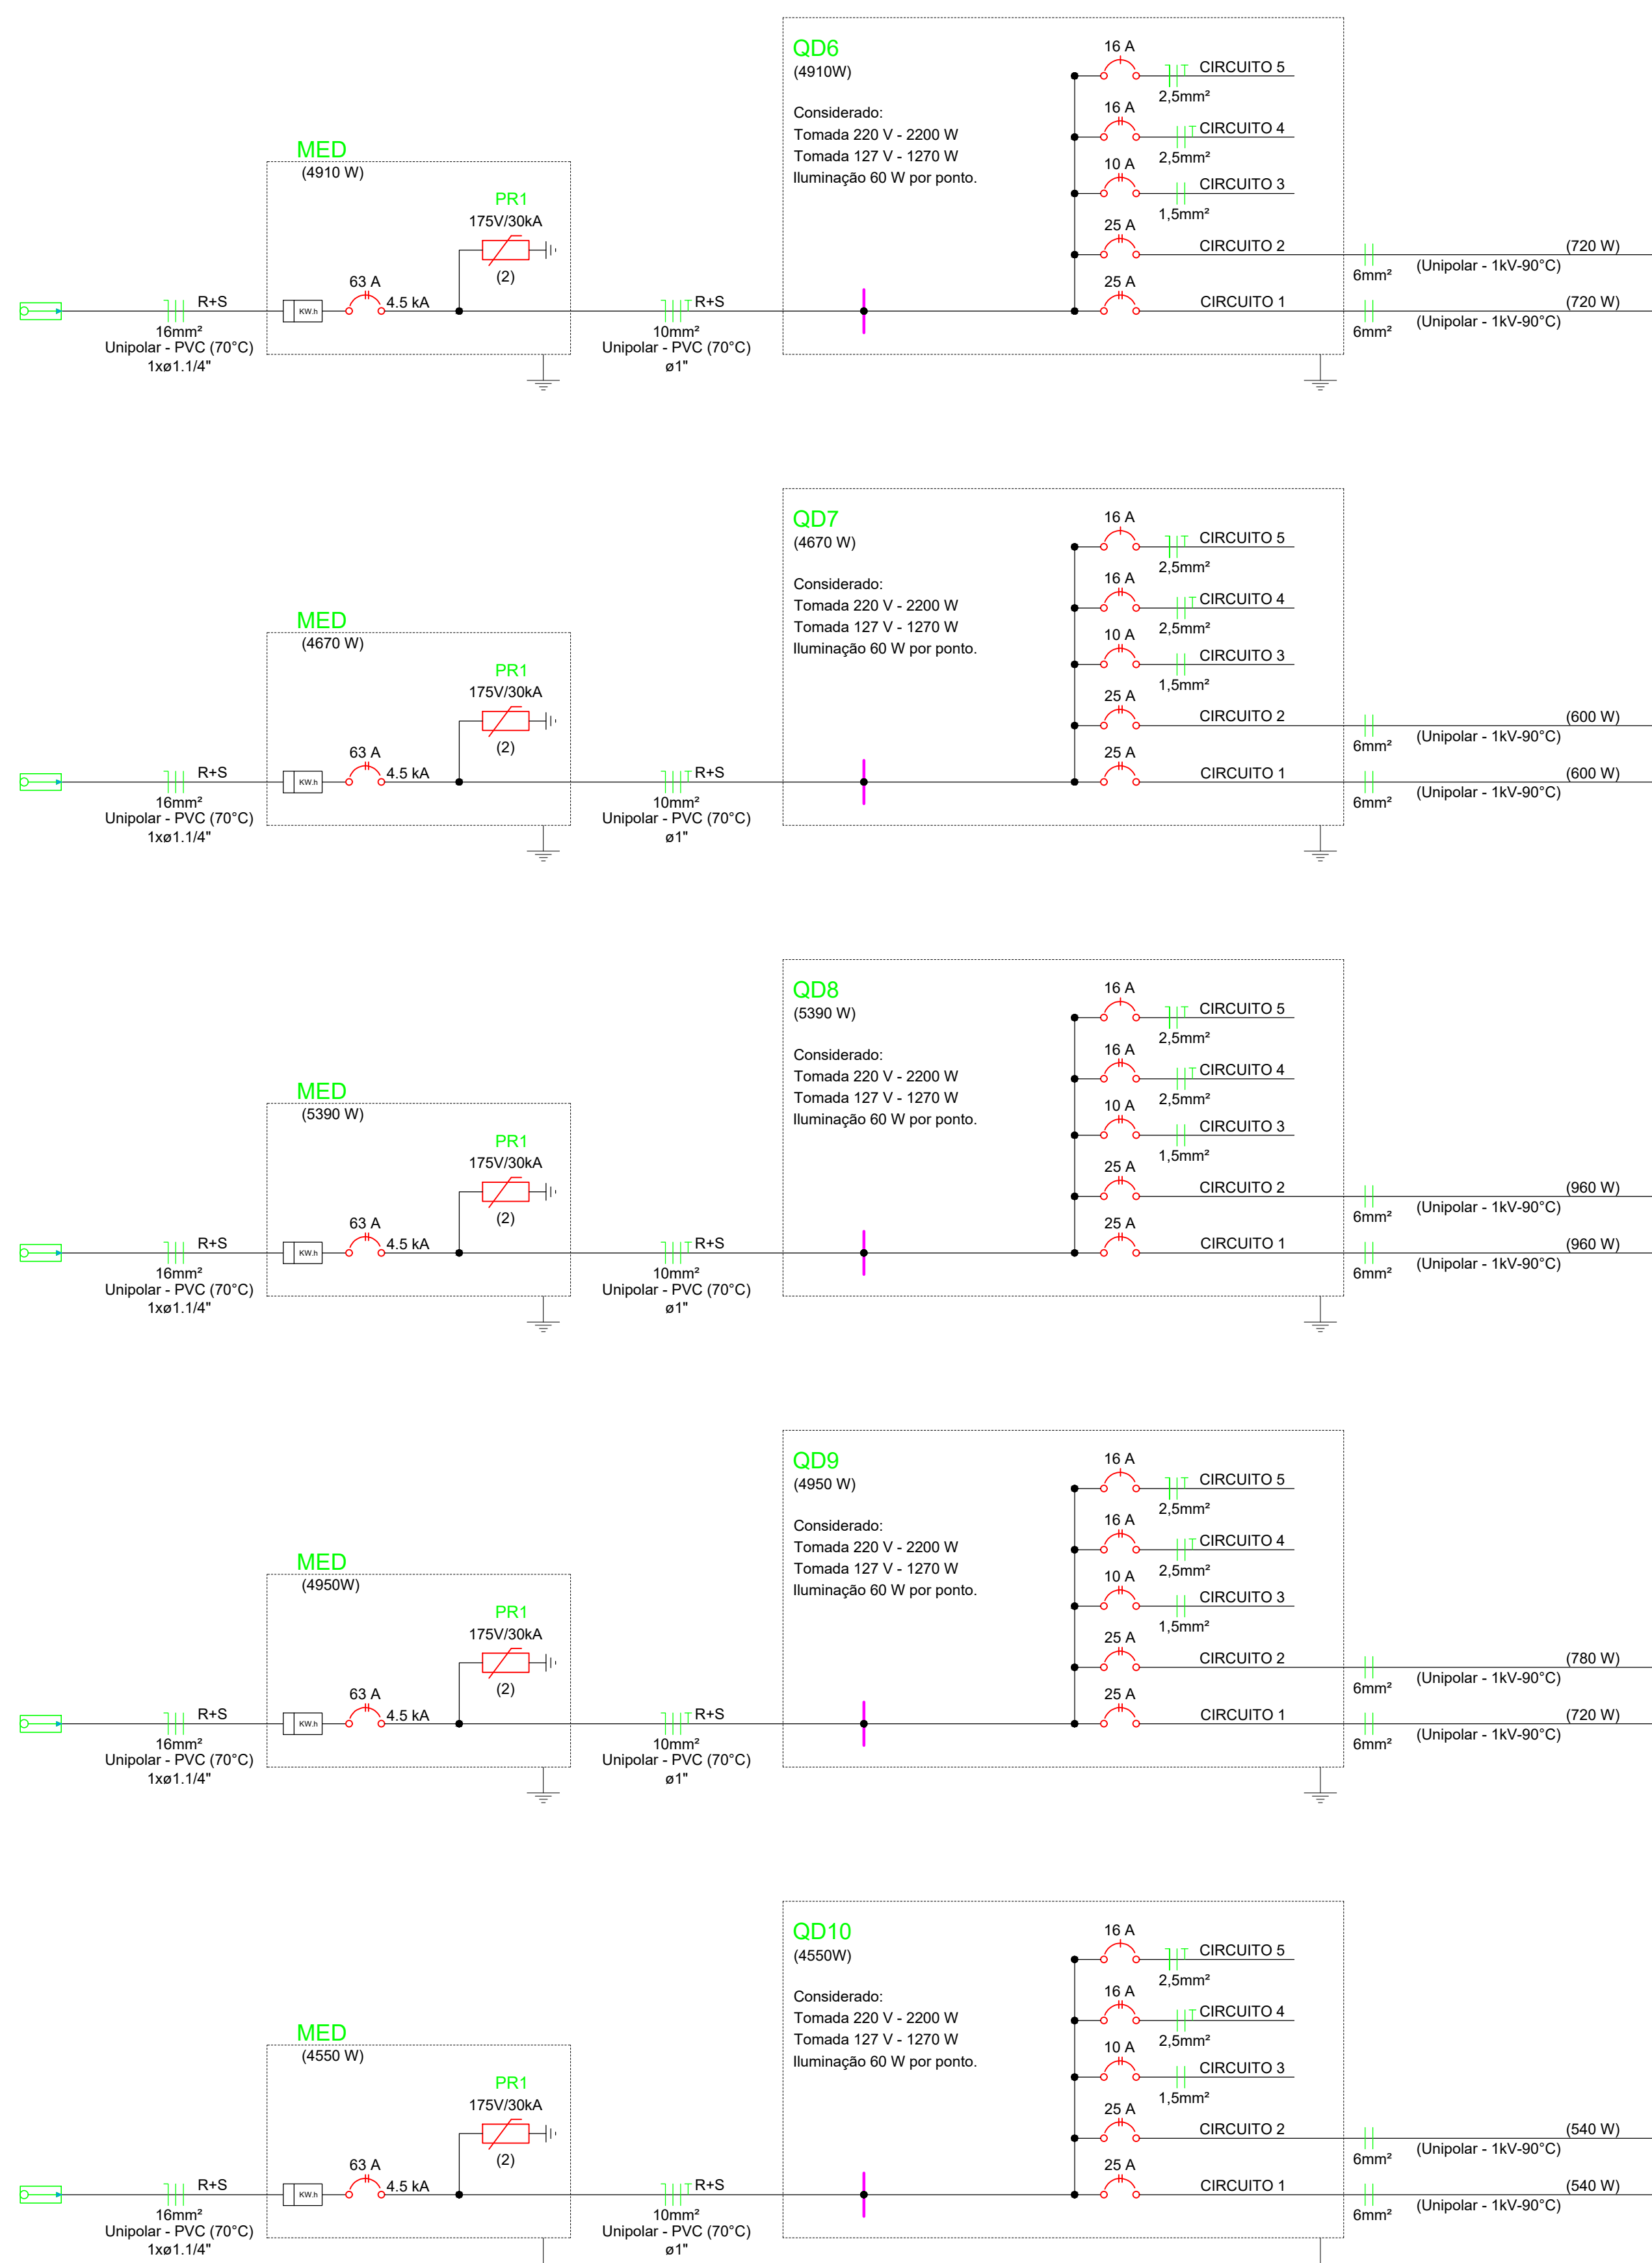 QD6
(4910W)
Considerado:
Tomada 220 V - 2200 W
Tomada 127 V - 1270 W
Iluminação 60 W por ponto.
16 A
CIRCUITO 5
2,5mm²
16 A
CIRCUITO 4
2,5mm²
10 A
CIRCUITO 3
1,5mm²
25 A
CIRCUITO 2
6mm²
(Unipolar - 1kV-90°C)
(720 W)
25 A
CIRCUITO 1
6mm²
(Unipolar - 1kV-90°C)
(720 W)
MED
(4910 W)
PR1
175V/30kA
(2)
63 A
4.5 kA
KW.h
R+S
16mm²
Unipolar - PVC (70°C)
1xø1.1/4"
T
R+S
10mm²
Unipolar - PVC (70°C)
ø1"
QD7
(4670 W)
Considerado:
Tomada 220 V - 2200 W
Tomada 127 V - 1270 W
Iluminação 60 W por ponto.
16 A
CIRCUITO 5
2,5mm²
16 A
CIRCUITO 4
2,5mm²
10 A
CIRCUITO 3
1,5mm²
25 A
CIRCUITO 2
6mm²
(Unipolar - 1kV-90°C)
(600 W)
25 A
CIRCUITO 1
6mm²
(Unipolar - 1kV-90°C)
(600 W)
MED
(4670 W)
PR1
175V/30kA
(2)
63 A
4.5 kA
KW.h
R+S
16mm²
Unipolar - PVC (70°C)
1xø1.1/4"
T
R+S
10mm²
Unipolar - PVC (70°C)
ø1"
QD8
(5390 W)
Considerado:
Tomada 220 V - 2200 W
Tomada 127 V - 1270 W
Iluminação 60 W por ponto.
16 A
CIRCUITO 5
2,5mm²
16 A
CIRCUITO 4
2,5mm²
10 A
CIRCUITO 3
1,5mm²
25 A
CIRCUITO 2
6mm²
(Unipolar - 1kV-90°C)
(960 W)
25 A
CIRCUITO 1
6mm²
(Unipolar - 1kV-90°C)
(960 W)
MED
(5390 W)
PR1
175V/30kA
(2)
63 A
4.5 kA
KW.h
R+S
16mm²
Unipolar - PVC (70°C)
1xø1.1/4"
T
R+S
10mm²
Unipolar - PVC (70°C)
ø1"
QD9
(4950 W)
Considerado:
Tomada 220 V - 2200 W
Tomada 127 V - 1270 W
Iluminação 60 W por ponto.
16 A
CIRCUITO 5
2,5mm²
16 A
CIRCUITO 4
2,5mm²
10 A
CIRCUITO 3
1,5mm²
25 A
CIRCUITO 2
6mm²
(Unipolar - 1kV-90°C)
(780 W)
25 A
CIRCUITO 1
6mm²
(Unipolar - 1kV-90°C)
(720 W)
MED
(4950W)
PR1
175V/30kA
(2)
63 A
4.5 kA
KW.h
R+S
16mm²
Unipolar - PVC (70°C)
1xø1.1/4"
T
R+S
10mm²
Unipolar - PVC (70°C)
ø1"
QD10
(4550W)
Considerado:
Tomada 220 V - 2200 W
Tomada 127 V - 1270 W
Iluminação 60 W por ponto.
16 A
CIRCUITO 5
2,5mm²
16 A
CIRCUITO 4
2,5mm²
10 A
CIRCUITO 3
1,5mm²
25 A
CIRCUITO 2
6mm²
(Unipolar - 1kV-90°C)
(540 W)
25 A
CIRCUITO 1
6mm²
(Unipolar - 1kV-90°C)
(540 W)
MED
(4550 W)
PR1
175V/30kA
(2)
63 A
4.5 kA
KW.h
R+S
16mm²
Unipolar - PVC (70°C)
1xø1.1/4"
T
R+S
10mm²
Unipolar - PVC (70°C)
ø1"